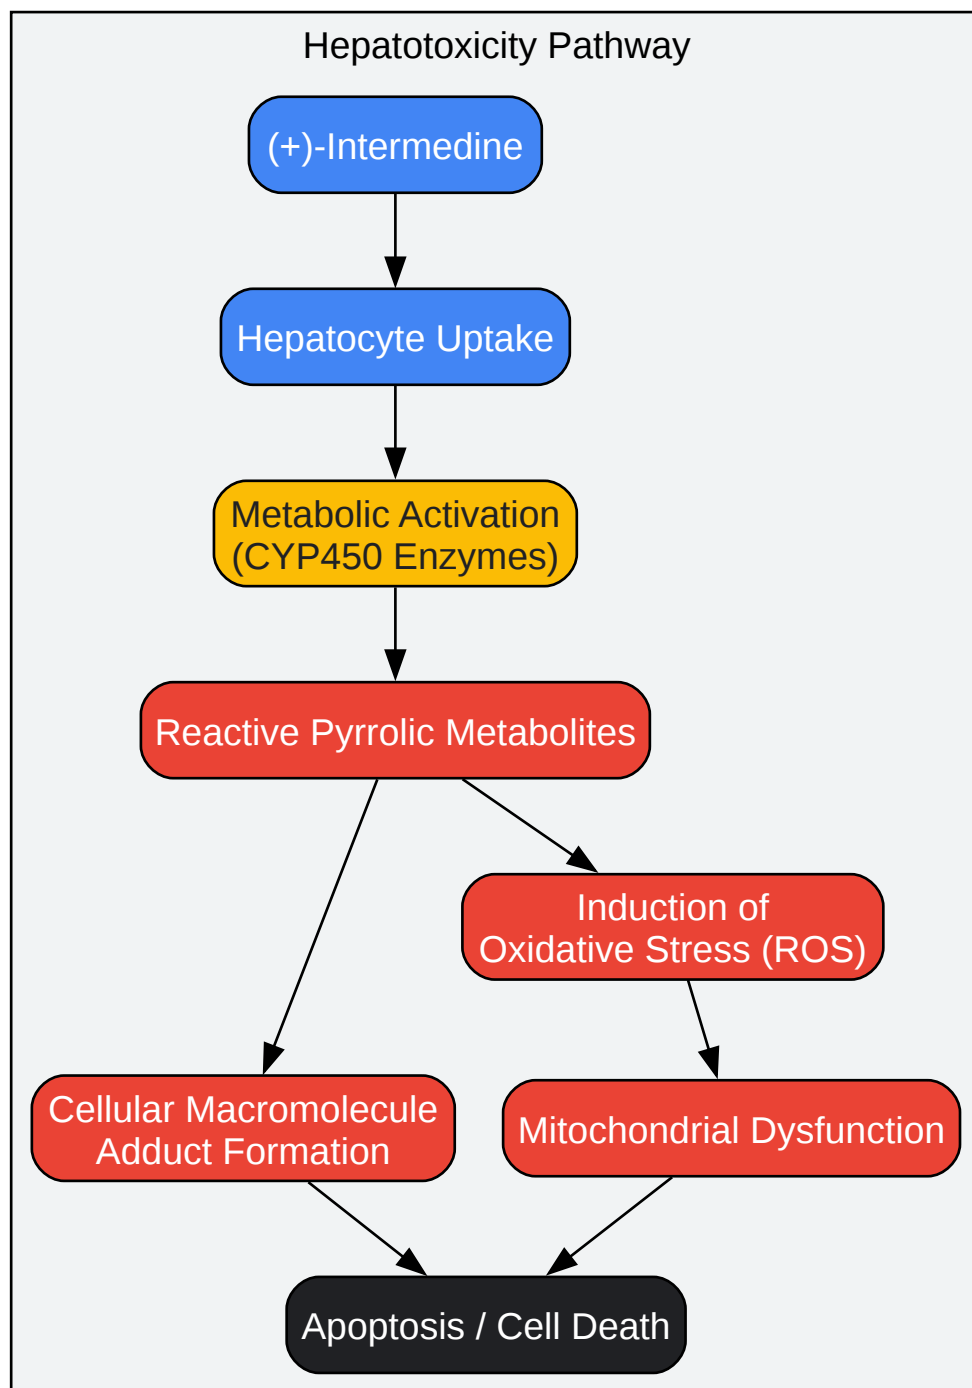 Hepatotoxicity Pathway
(+)-Intermedine
Hepatocyte Uptake
Metabolic Activation
(CYP450 Enzymes)
Reactive Pyrrolic Metabolites
Induction of
Oxidative Stress (ROS)
Cellular Macromolecule
Adduct Formation
Mitochondrial Dysfunction
Apoptosis / Cell Death